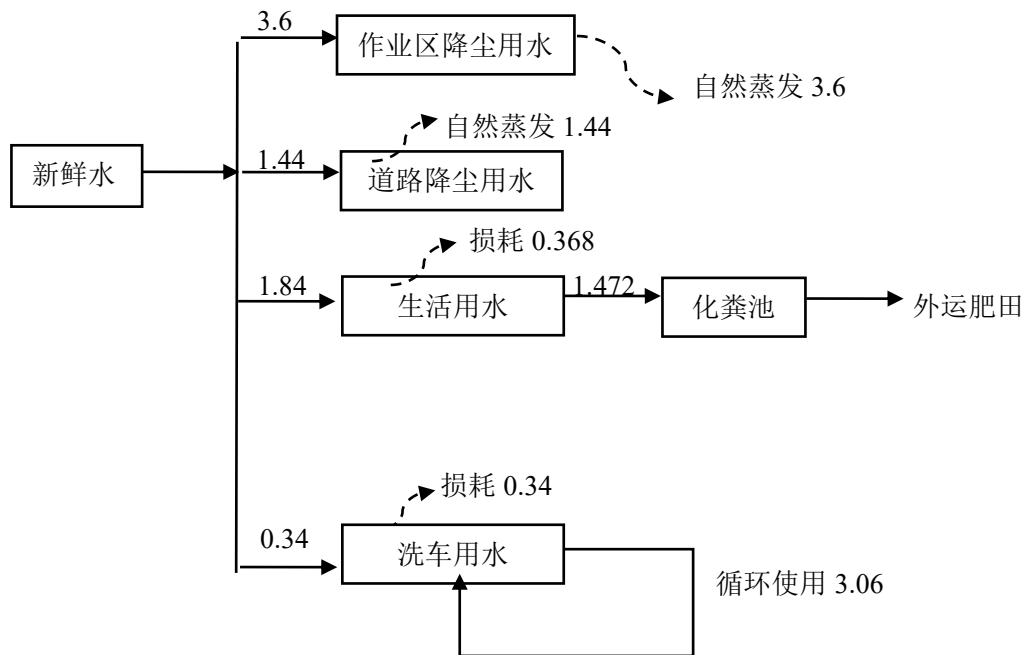 3.6
作业区降尘用水
自然蒸发 3.6
自然蒸发 1.44
新鲜水
1.44
道路降尘用水
损耗 0.368
1.84
生活用水
1.472
化粪池
外运肥田
损耗 0.34
0.34
洗车用水
循环使用 3.06